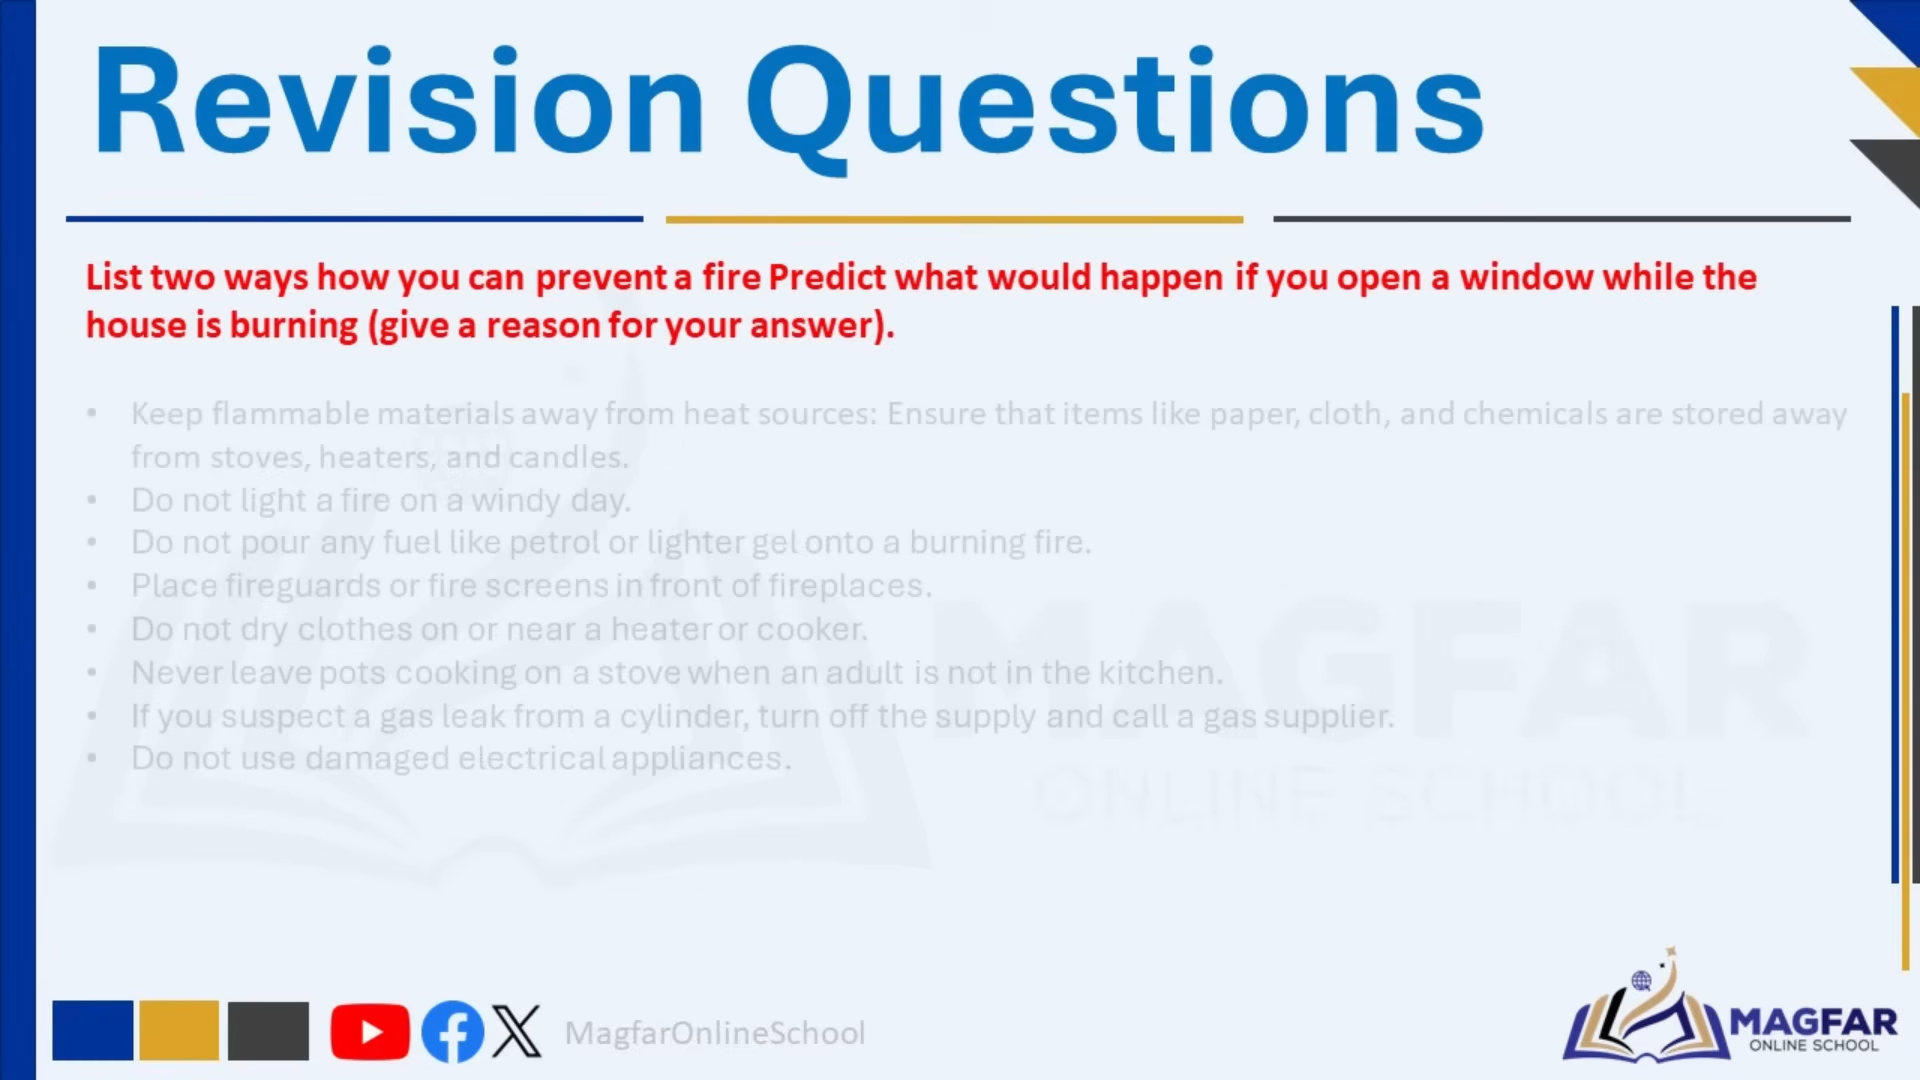 Revision Questions
List two ways how you can prevent a fire Predict what would happen if you open a window while the
house is burning (give a reason for your answer).
• Keep flammable materials away from heat sources: Ensure that items like paper, cloth, and chemicals are stored away
from stoves, heaters, and candles.
• Do not light a fire on a windy day.
• Do not pour any fuel like petrol or lighter gel onto a burning fire.
• Place fireguards or fire screens in front of fireplaces.
• Do not dry clothes on or near a heater or cooker.
• Never leave pots cooking on a stove when an adult is not in the kitchen.
• If you suspect a gas leak from a cylinder, turn off the supply and call a gas supplier.
• Do not use damaged electrical appliances.
MAGFAR
ONLINE SCHOOL
MagfarOnlineSchool
MAGFAR
ONLINE SCHOOL